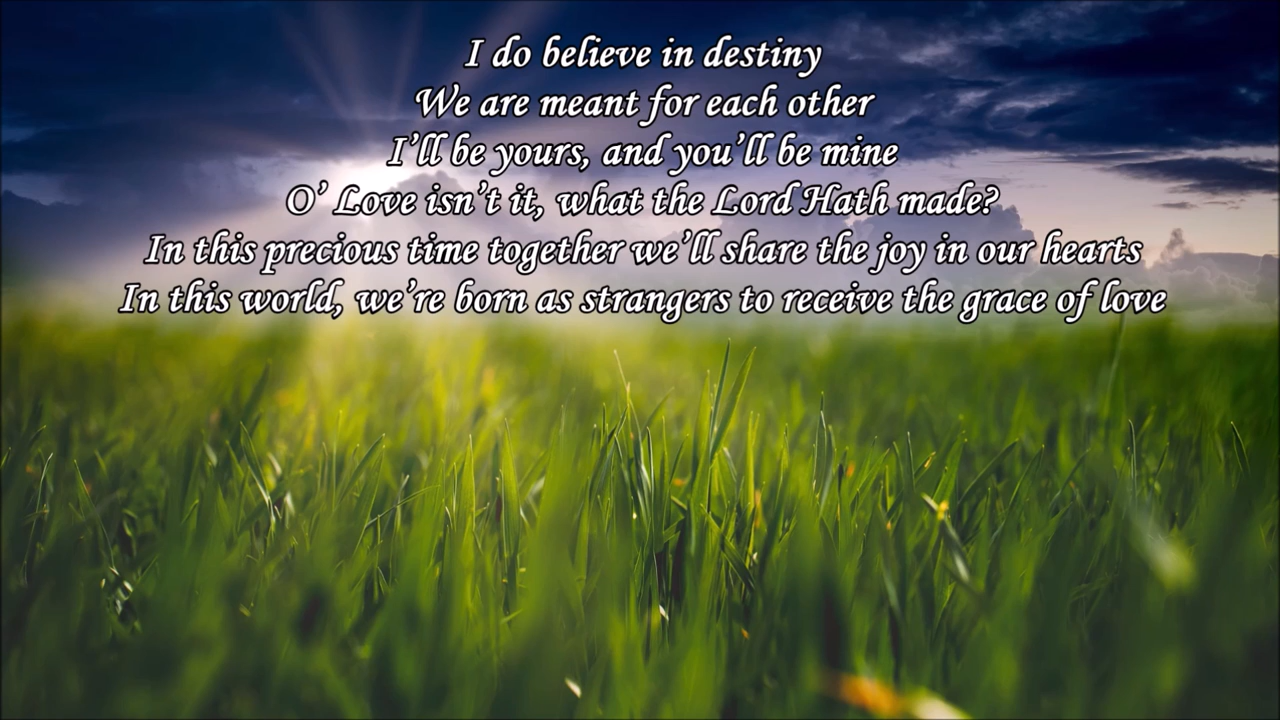 I do believe in destiny
We are meant for each other
I’ll be yours, and you’ll be mine
O’ Love isn’t it, what the Lord Hath made?
In this precious time together we’ll share the joy in our hearts
In this world, we’re born as strangers to receive the grace of love